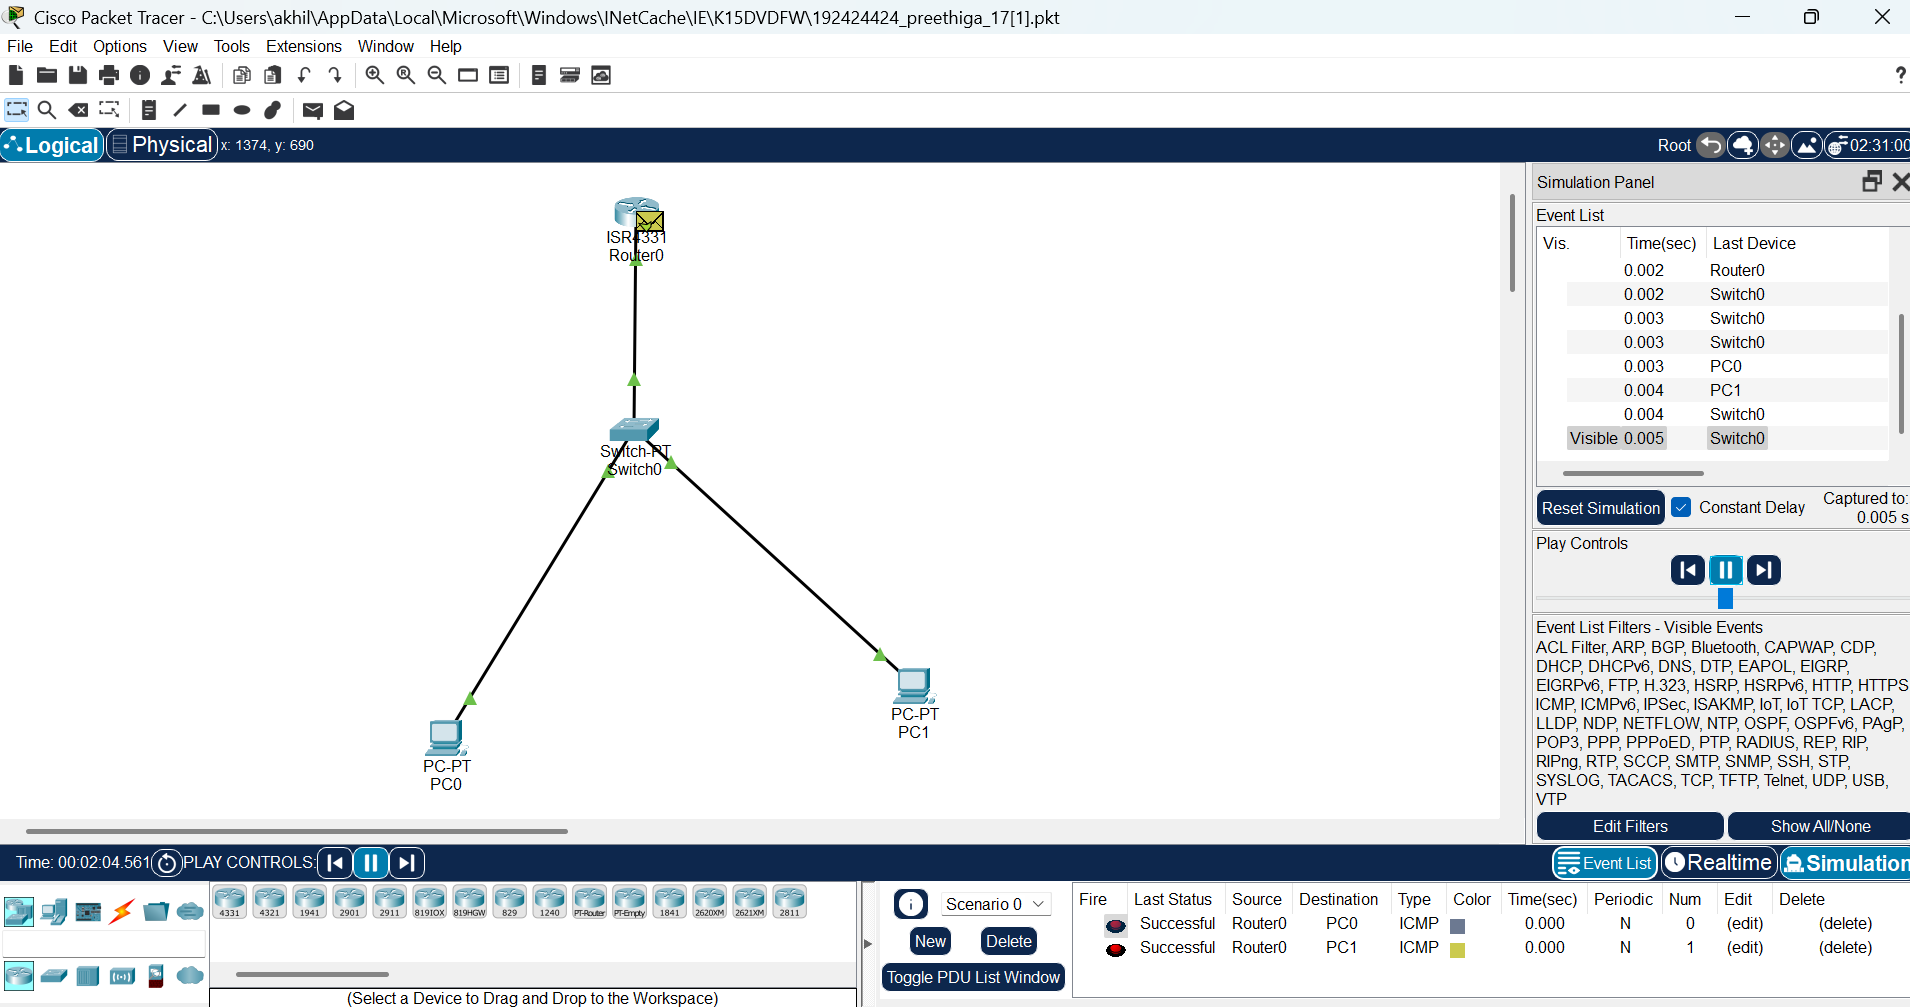 Cisco Packet Tracer - C:\Users\akhil\AppData\Local\Microsoft\Windows\INetCache\IE\K15DVDFW\192424424_preethiga_17[1].pkt
File Edit Options View Tools Extensions Window Help
?
Logical Physical x: 1374, y: 690 Root 02:31:00
ISR4331
Router0
Switch-PT
Switch0
PC-PT
PC1
PC-PT
PC0
Simulation Panel
Event List
Vis. Time(sec) Last Device
0.002 Router0
0.002 Switch0
0.003 Switch0
0.003 Switch0
0.003 PC0
0.004 PC1
0.004 Switch0
Visible 0.005 Switch0
Reset Simulation Constant Delay Captured to:
0.005 s
Play Controls
Event List Filters - Visible Events
ACL Filter, ARP, BGP, Bluetooth, CAPWAP, CDP,
DHCP, DHCPv6, DNS, DTP, EAPOL, EIGRP,
EIGRPv6, FTP, H.323, HSRP, HSRPv6, HTTP, HTTPS
ICMP, ICMPv6, IPSec, ISAKMP, IoT, IoT TCP, LACP,
LLDP, NDP, NETFLOW, NTP, OSPF, OSPFv6, PAgP,
POP3, PPP, PPPoED, PTP, RADIUS, REP, RIP,
RIPng, RTP, SCCP, SMTP, SNMP, SSH, STP,
SYSLOG, TACACS, TCP, TFTP, Telnet, UDP, USB,
VTP
Edit Filters Show All/None
Time: 00:02:04.561 PLAY CONTROLS: Event List Realtime Simulation
4331 4321 1941 2901 2911 819IOX 819HGW 829 1240 PT-Router PT-Empty 1841 2620XM 2621XM 2811
(Select a Device to Drag and Drop to the Workspace)
Scenario 0
New Delete
Toggle PDU List Window
Fire Last Status Source Destination Type Color Time(sec) Periodic Num Edit Delete
Successful Router0 PC0 ICMP 0.000 N 0 (edit) (delete)
Successful Router0 PC1 ICMP 0.000 N 1 (edit) (delete)